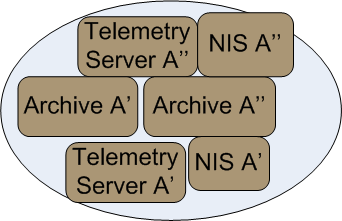 Telemetry
Server A’’
NIS A’’
Archive A’
Archive A’’
Telemetry
Server A’
NIS A’